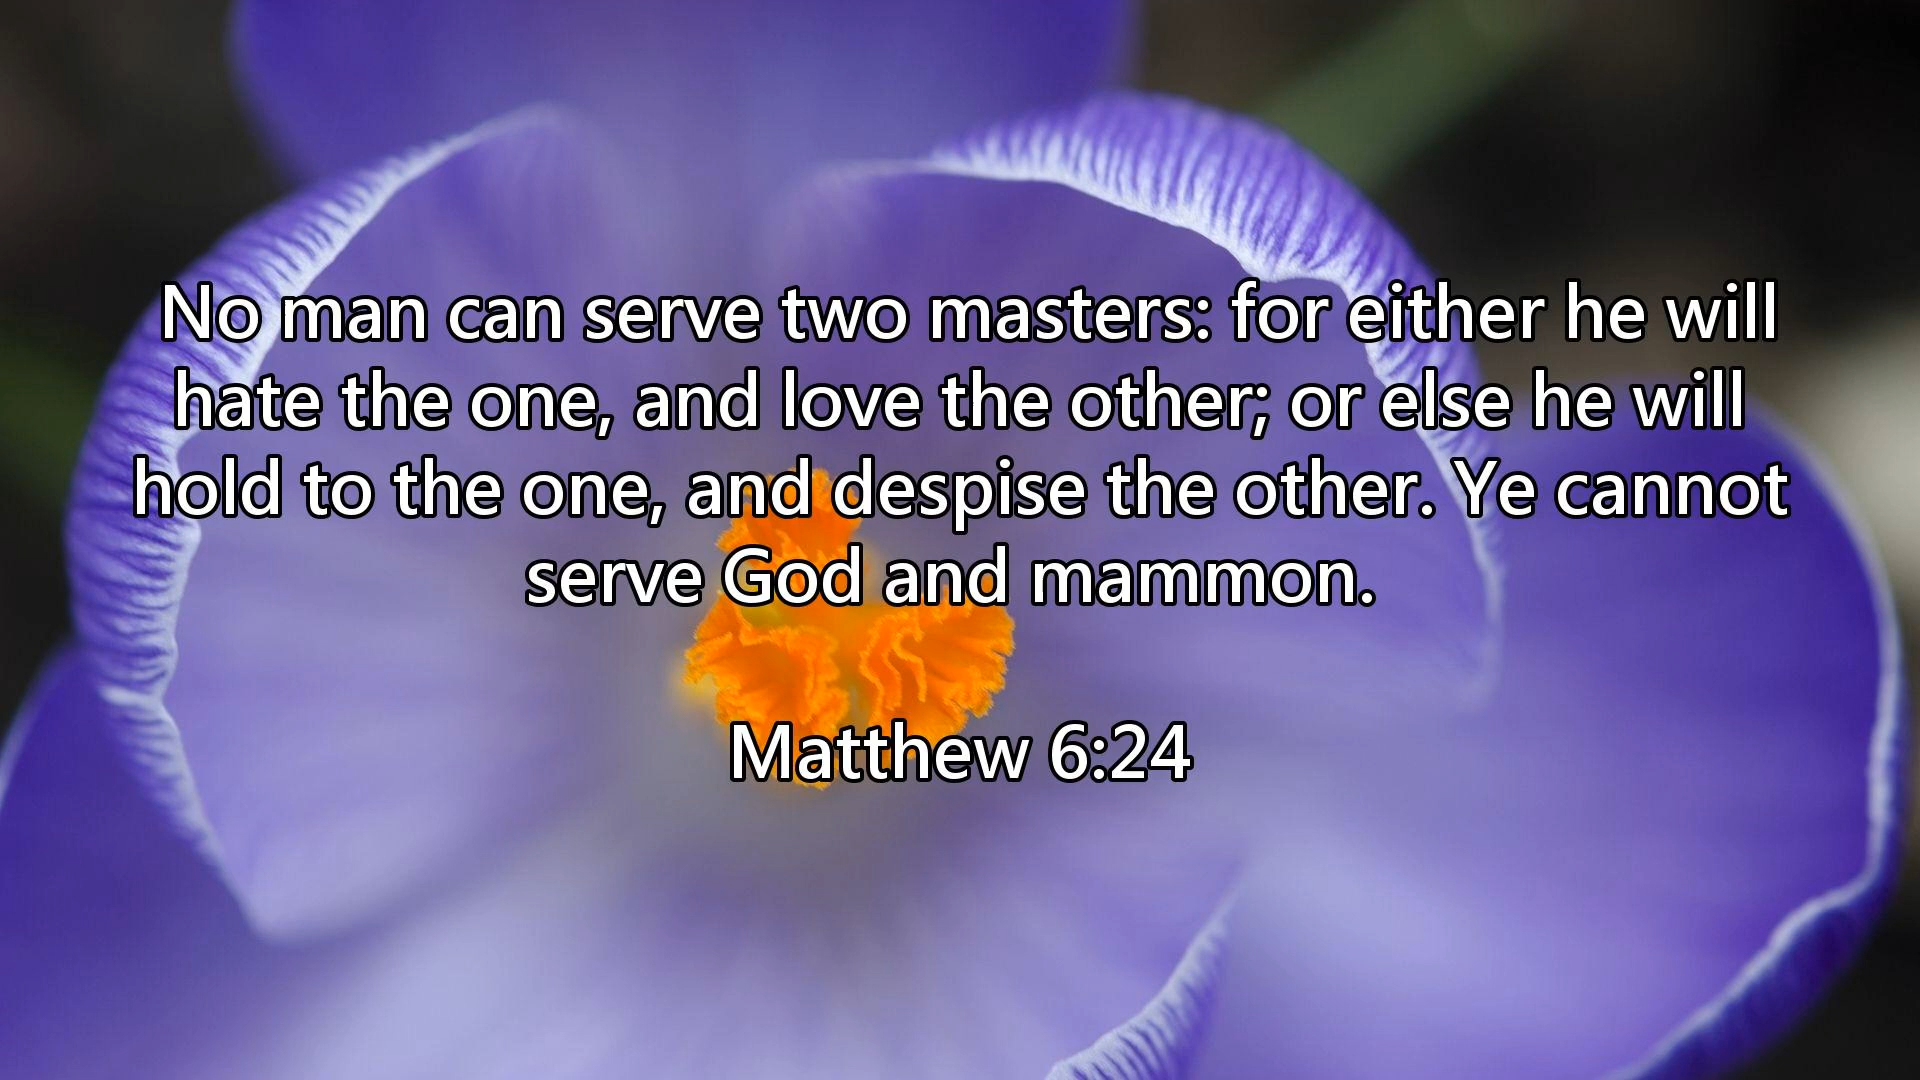 No man can serve two masters: for either he will
hate the one, and love the other; or else he will
hold to the one, and despise the other. Ye cannot
serve God and mammon.
Matthew 6:24